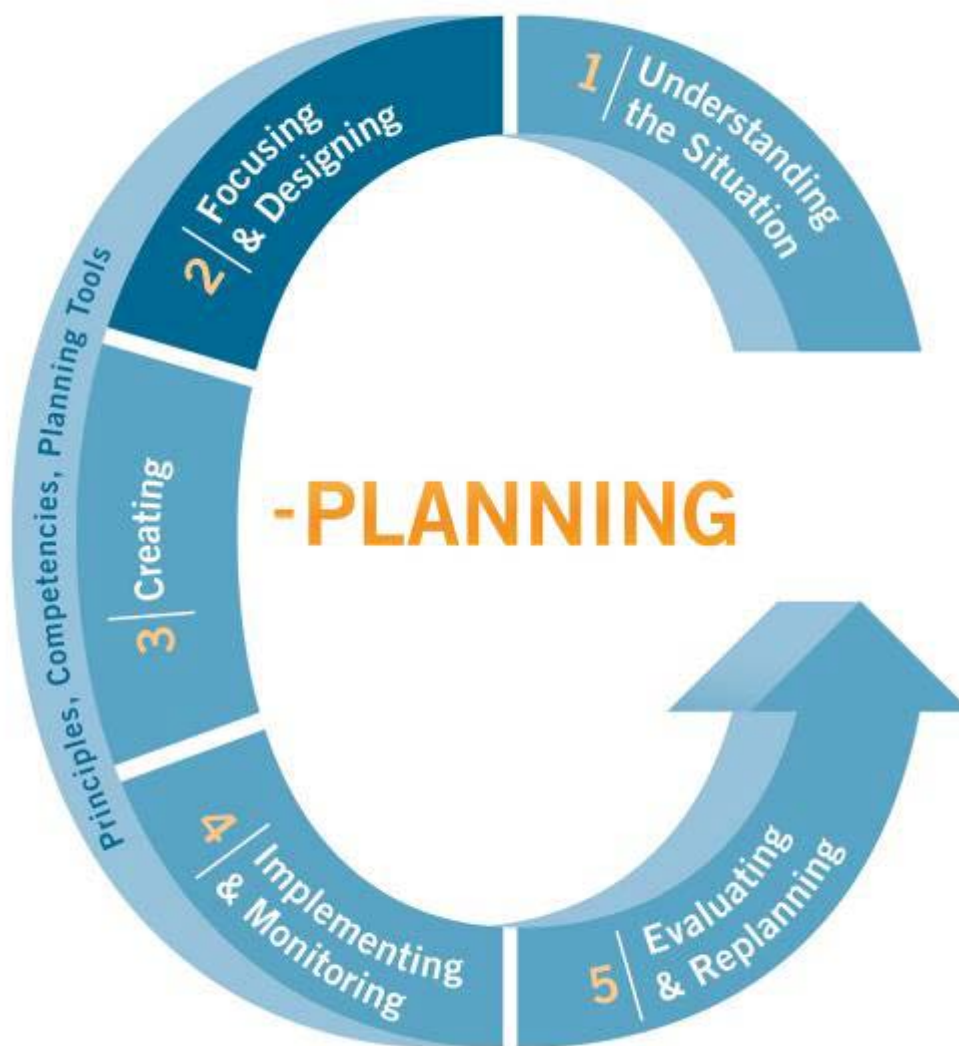 1
Understanding
the Situation
2
Focusing
& Designing
3
Creating
4
Implementing
& Monitoring
5
Evaluating
& Replanning
Principles, Competencies, Planning Tools
-PLANNING